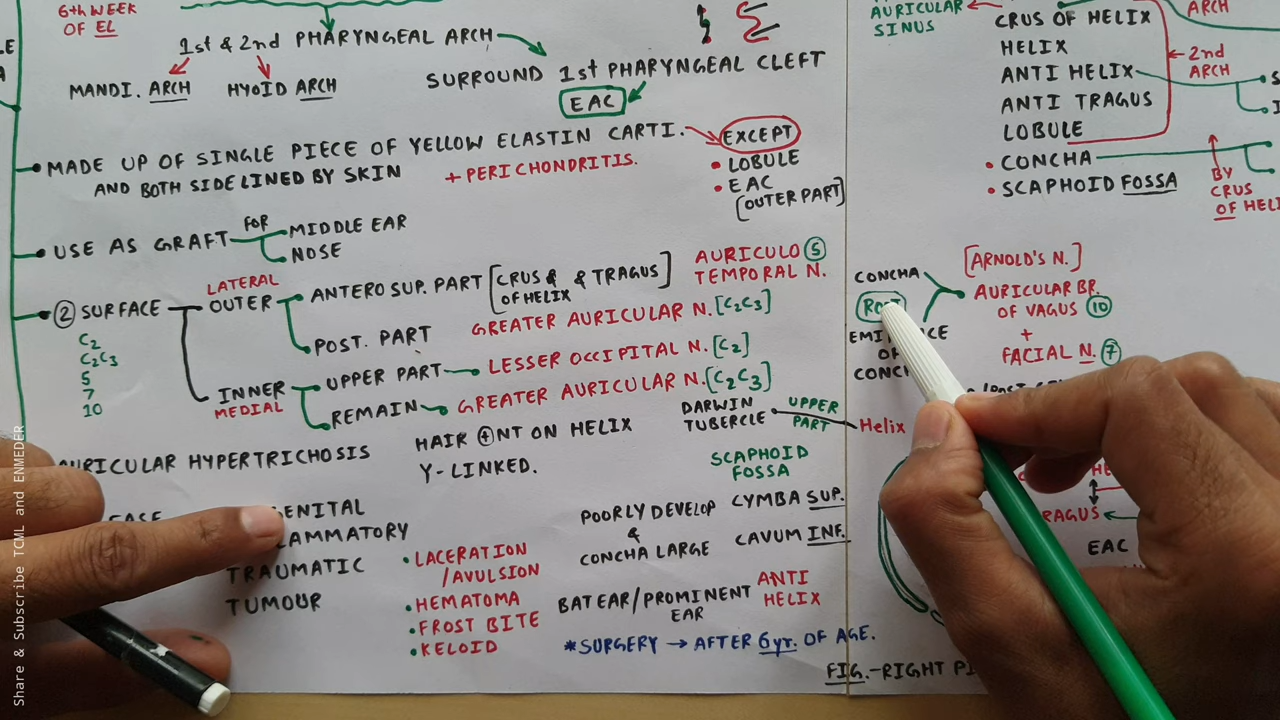 6th WEEK
OF EL
1st & 2nd PHARYNGEAL ARCH
MANDI. ARCH
HYOID ARCH
SURROUND 1st PHARYNGEAL CLEFT
EAC
MADE UP OF SINGLE PIECE OF YELLOW ELASTIN CARTI.
AND BOTH SIDE LINED BY SKIN
+ PERICHONDRITIS.
EXCEPT
• LOBULE
• EAC
[OUTER PART]
USE AS GRAFT
FOR
MIDDLE EAR
NOSE
② SURFACE
C2
C2C3
5
7
10
LATERAL
OUTER
ANTERO SUP. PART [CRUS & & TRAGUS]
OF HELIX
AURICULO ⑤
TEMPORAL N.
POST. PART
GREATER AURICULAR N. [C2C3]
INNER
MEDIAL
UPPER PART
LESSER OCCIPITAL N. [C2]
REMAIN
GREATER AURICULAR N. [C2C3]
AURICULAR HYPERTRICHOSIS
HAIR ⊕NT ON HELIX
Y-LINKED.
TRAUMATIC
TUMOUR
• LACERATION
/AVULSION
• HEMATOMA
• FROST BITE
• KELOID
POORLY DEVELOP
&
CONCHA LARGE
BAT EAR/PROMINENT
EAR
ANTI
HELIX
*SURGERY → AFTER 6yr. OF AGE.
DARWIN
TUBERCLE
UPPER
PART
Helix
SCAPHOID
FOSSA
CYMBA SUP.
CAVUM INF.
AURICULAR
SINUS
CRUS OF HELIX
HELIX
ANTI HELIX
ANTI TRAGUS
LOBULE
• CONCHA
• SCAPHOID FOSSA
ARCH
2nd
ARCH
BY
CRUS
OF
CONCHA
[ARNOLD'S N.]
AURICULAR BR.
OF VAGUS ⑩
+
FACIAL N. ⑦
EAC
FIG.-RIGHT
Share & Subscribe TCML and ENMEDER